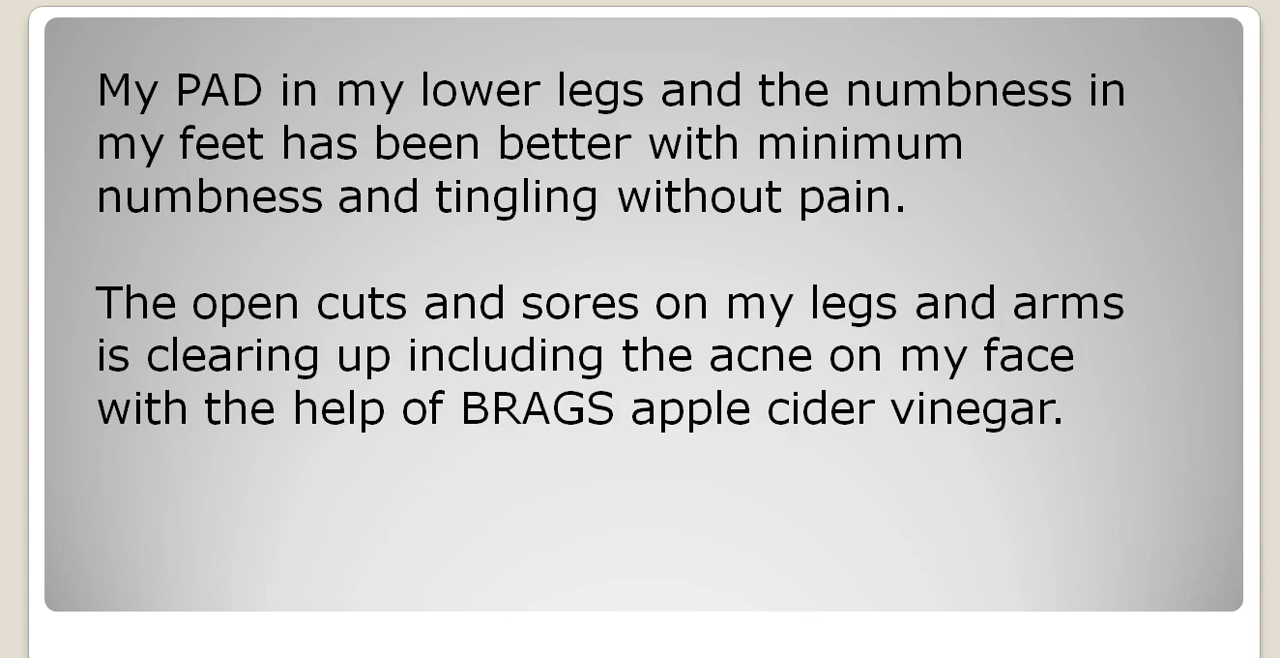 My PAD in my lower legs and the numbness in
my feet has been better with minimum
numbness and tingling without pain.
The open cuts and sores on my legs and arms
is clearing up including the acne on my face
with the help of BRAGS apple cider vinegar.